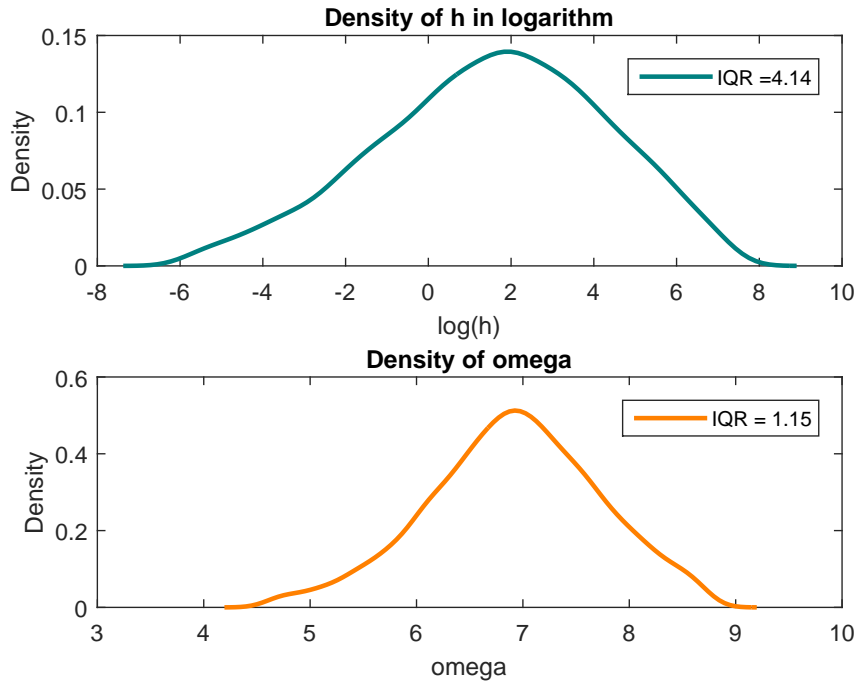 Density of h in logarithm
0.15
0.1
0.05
0
Density
IQR =4.14
-8 -6 -4 -2 0 2 4 6 8 10
log(h)
Density of omega
0.6
0.4
0.2
0
Density
IQR = 1.15
3 4 5 6 7 8 9 10
omega